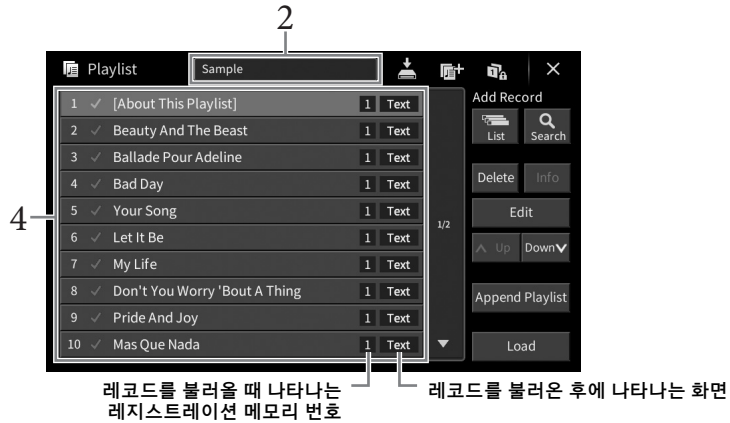 2
Playlist
Sample
Add Record
1 [About This Playlist] 1 Text
2 Beauty And The Beast 1 Text
3 Ballade Pour Adeline 1 Text
4 Bad Day 1 Text
5 Your Song 1 Text
6 Let It Be 1 Text
7 My Life 1 Text
8 Don't You Worry 'Bout A Thing 1 Text
9 Pride And Joy 1 Text
10 Mas Que Nada 1 Text
4
1/2
List
Search
Delete
Info
Edit
Up
Down
Append Playlist
Load
레코드를 불러올 때 나타나는
레지스트레이션 메모리 번호
레코드를 불러온 후에 나타나는 화면